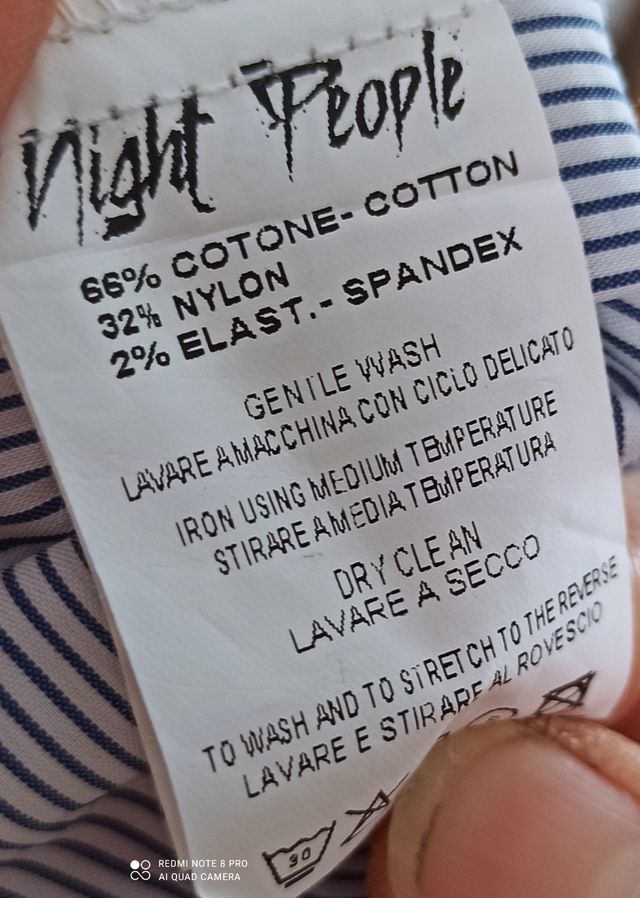 Night People
66% COTONE- COTTON
32% NYLON
2% ELAST.- SPANDEX
GENTLE WASH
LAVARE A MACCHINA CON CICLO DELICATO
IRON USING MEDIUM TEMPERATURE
STIRARE A MEDIA TEMPERATURA
DRY CLEAN
LAVARE A SECCO
TO WASH AND TO STRETCH TO THE REVERSE
LAVARE E STIRARE AL ROVESCIO
30
REDMI NOTE 8 PRO
AI QUAD CAMERA